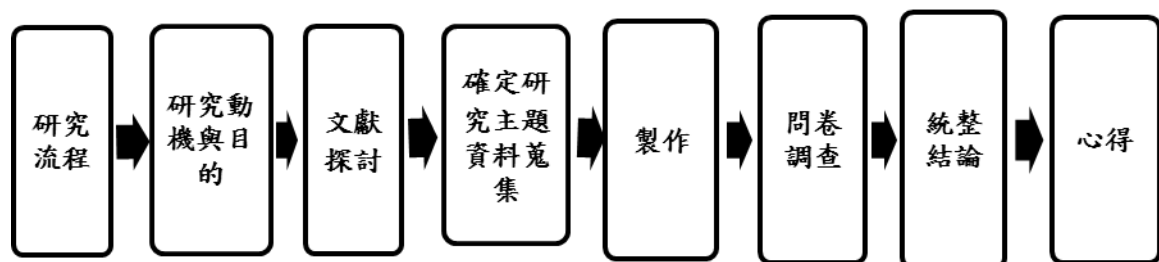 研究
流程
研究動
機與目
的
文獻
探討
確定研
究主題
資料蒐
集
製作
問卷
調查
統整
結論
心得